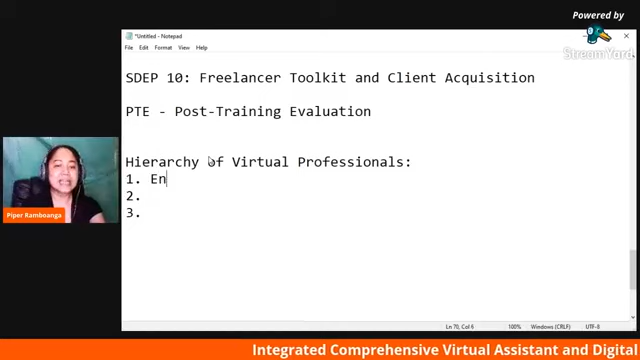 Powered by
StreamYard
*Untitled - Notepad
File Edit Format View Help
SDEP 10: Freelancer Toolkit and Client Acquisition
PTE - Post-Training Evaluation
Hierarchy of Virtual Professionals:
1. En
2.
3.
Piper Ramboanga
Ln 70, Col 6 100% Windows (CRLF) UTF-8
Integrated Comprehensive Virtual Assistant and Digital